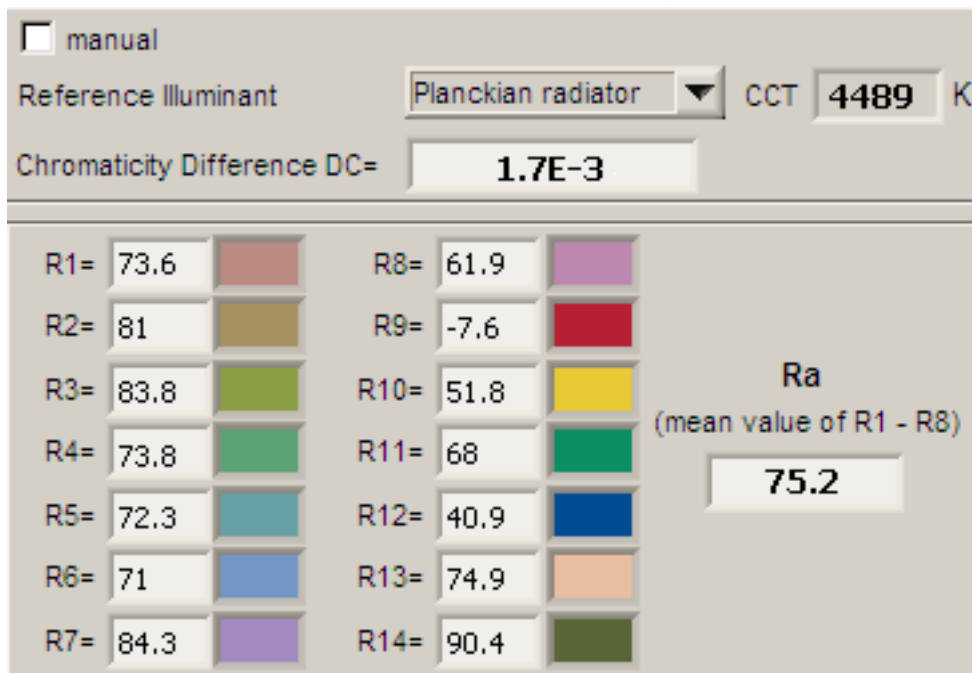 manual
Reference Illuminant Planckian radiator CCT 4489 K
Chromaticity Difference DC= 1.7E-3
R1= 73.6 R8= 61.9
R2= 81 R9= -7.6
R3= 83.8 R10= 51.8
Ra
(mean value of R1 - R8)
R4= 73.8 R11= 68
75.2
R5= 72.3 R12= 40.9
R6= 71 R13= 74.9
R7= 84.3 R14= 90.4